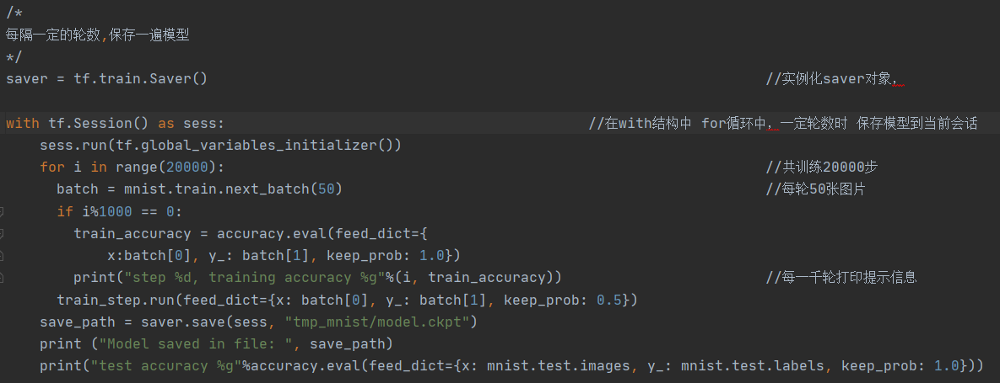 /*
每隔一定的轮数,保存一遍模型
*/
saver = tf.train.Saver() //实例化saver对象，
with tf.Session() as sess: //在with结构中 for循环中，一定轮数时 保存模型到当前会话
sess.run(tf.global_variables_initializer())
for i in range(20000): //共训练20000步
batch = mnist.train.next_batch(50) //每轮50张图片
if i%1000 == 0:
train_accuracy = accuracy.eval(feed_dict={
x:batch[0], y_: batch[1], keep_prob: 1.0})
print("step %d, training accuracy %g"%(i, train_accuracy)) //每一千轮打印提示信息
train_step.run(feed_dict={x: batch[0], y_: batch[1], keep_prob: 0.5})
save_path = saver.save(sess, "tmp_mnist/model.ckpt")
print ("Model saved in file: ", save_path)
print("test accuracy %g"%accuracy.eval(feed_dict={x: mnist.test.images, y_: mnist.test.labels, keep_prob: 1.0}))